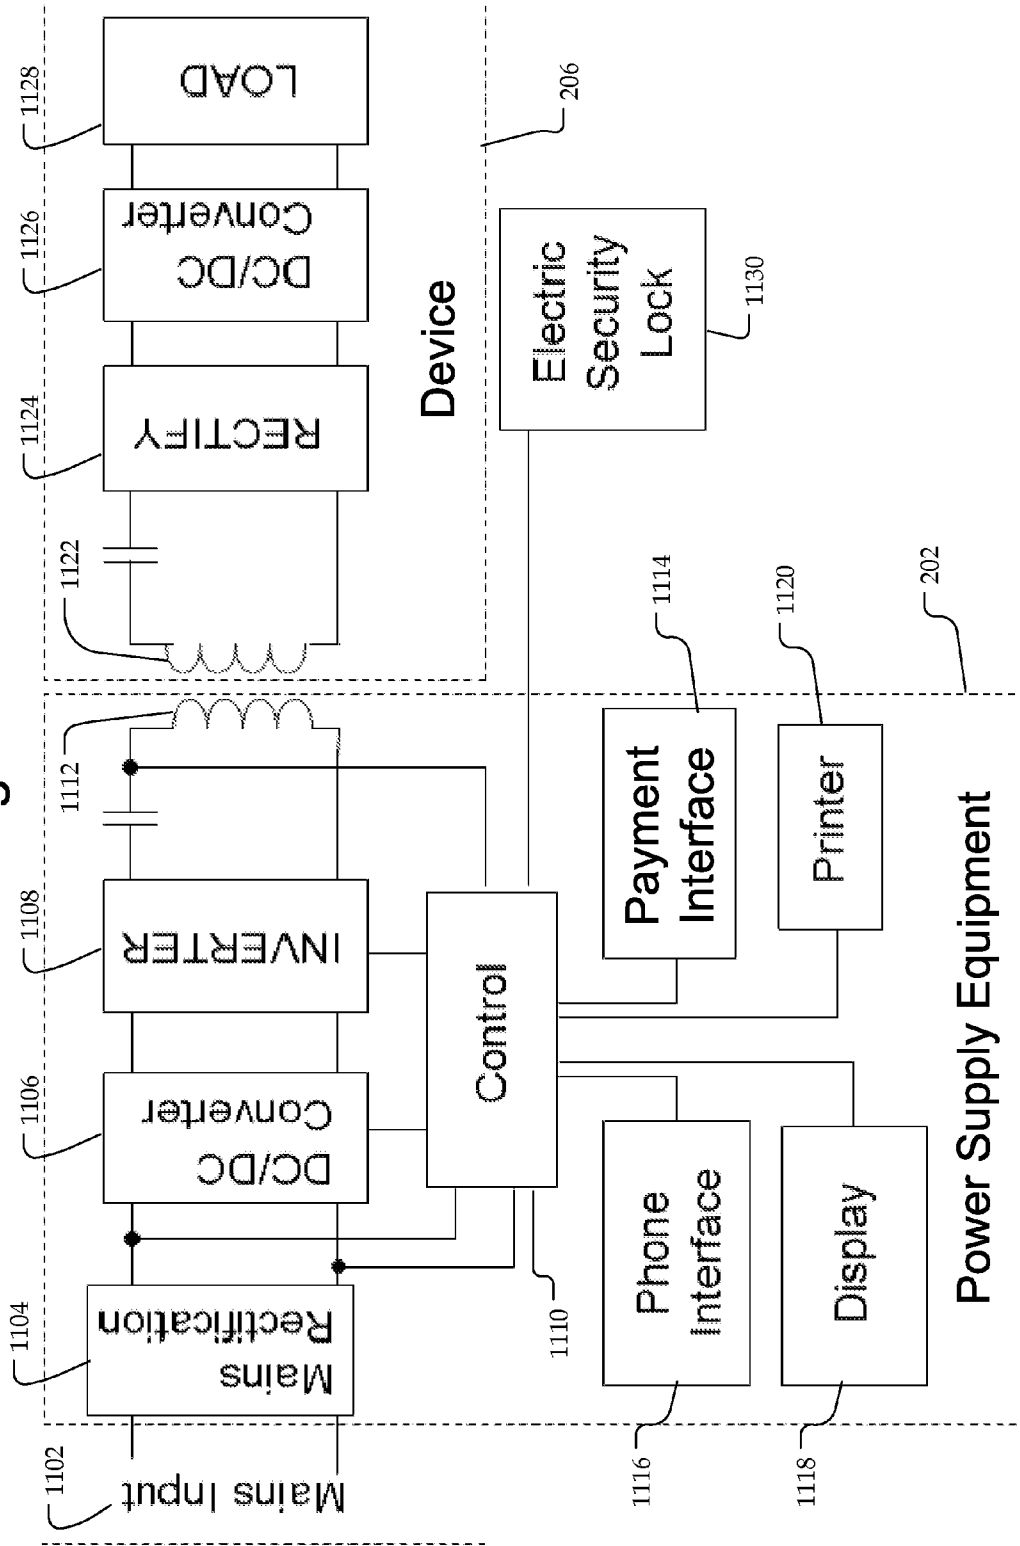 1102
Mains Input
1104
Mains
Rectification
1106
DC/DC
Converter
1108
INVERTER
1112
1122
1124
RECTIFY
1126
DC/DC
Converter
1128
LOAD
Device
206
1110
Control
Electric
Security
Lock
1130
1116
Phone
Interface
Payment
Interface
1114
1118
Display
Printer
1120
Power Supply Equipment
202